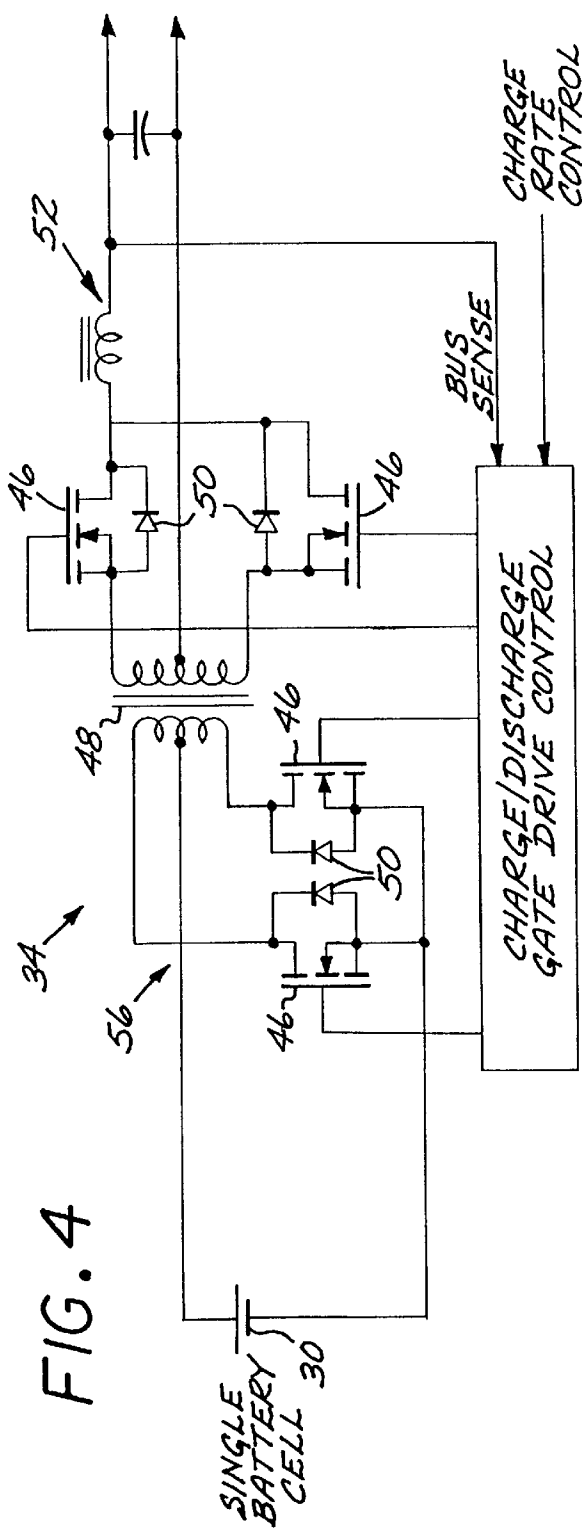 FIG. 4
34
56
52
48
46
46
46
46
50
50
SINGLE
BATTERY
CELL
30
BUS
SENSE
CHARGE
RATE
CONTROL
CHARGE/DISCHARGE
GATE DRIVE CONTROL